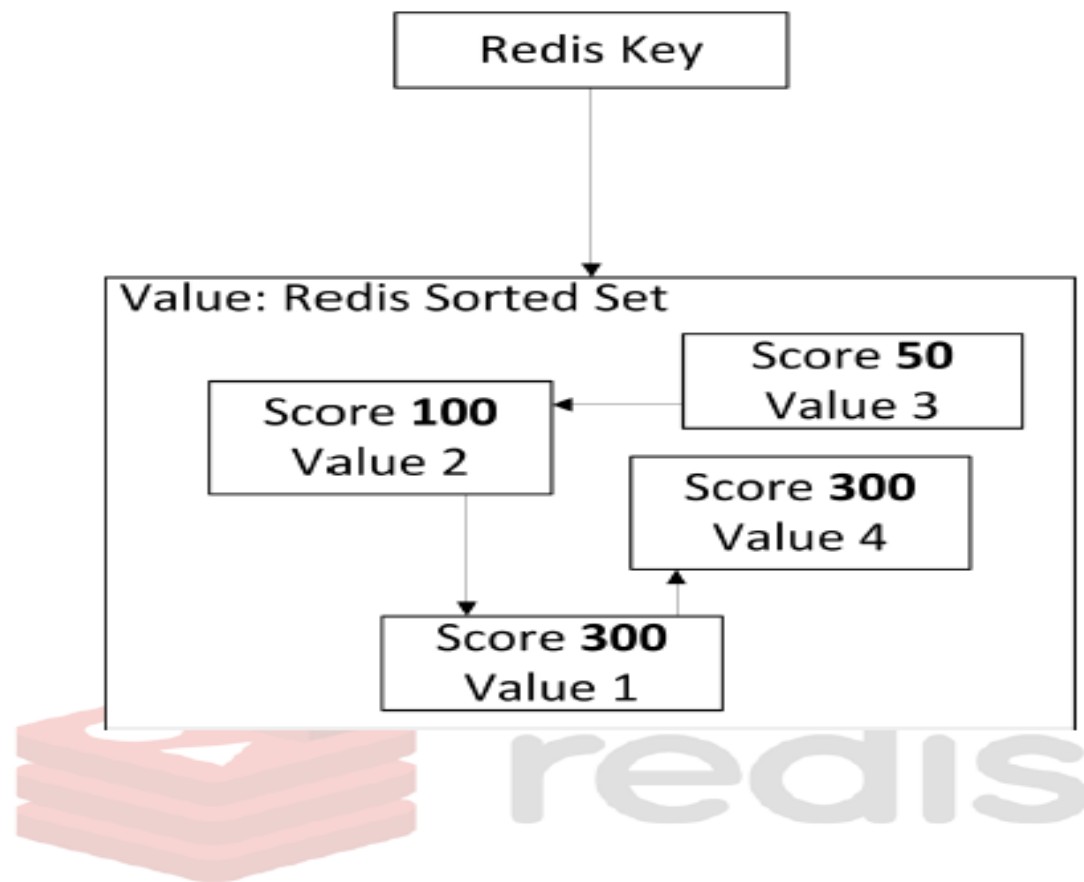 Redis Key
Value: Redis Sorted Set
Score 50
Value 3
Score 100
Value 2
Score 300
Value 4
Score 300
Value 1
redis